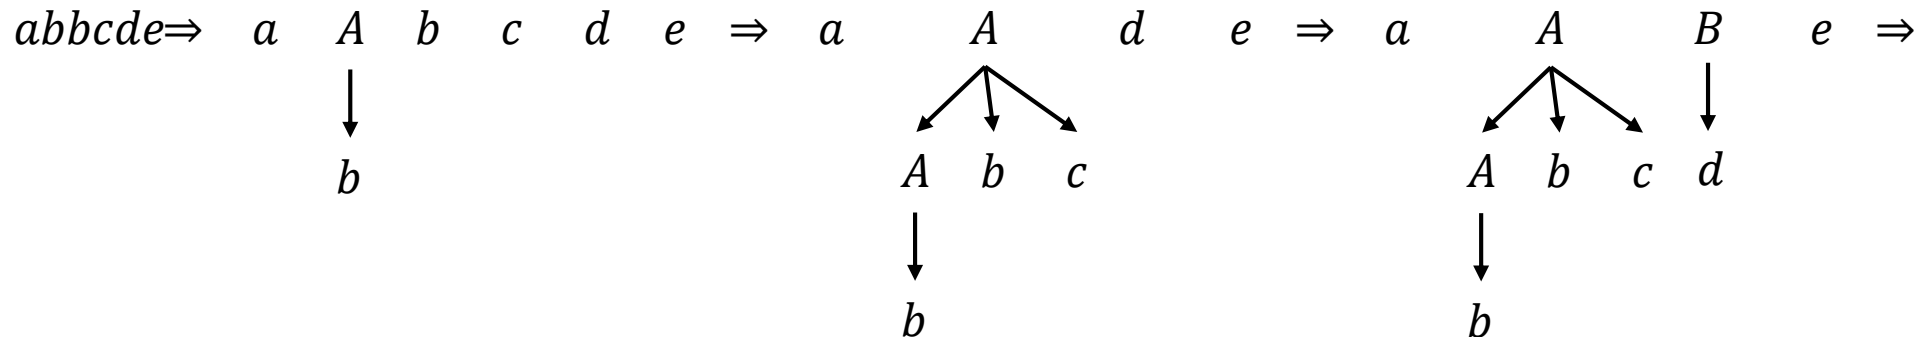 abbcde⇒ a A b c d e ⇒ a A d e ⇒ a A B e ⇒
b A b c A b c d
b b